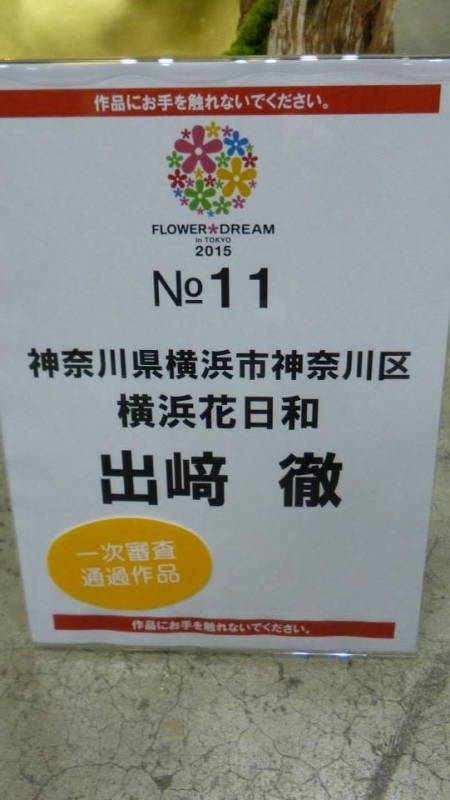 作品にお手を触れないでください。
FLOWER*DREAM
in TOKYO
2015
№11
神奈川県横浜市神奈川区
横浜花日和
出﨑 徹
一次審査
通過作品
作品にお手を触れないでください。